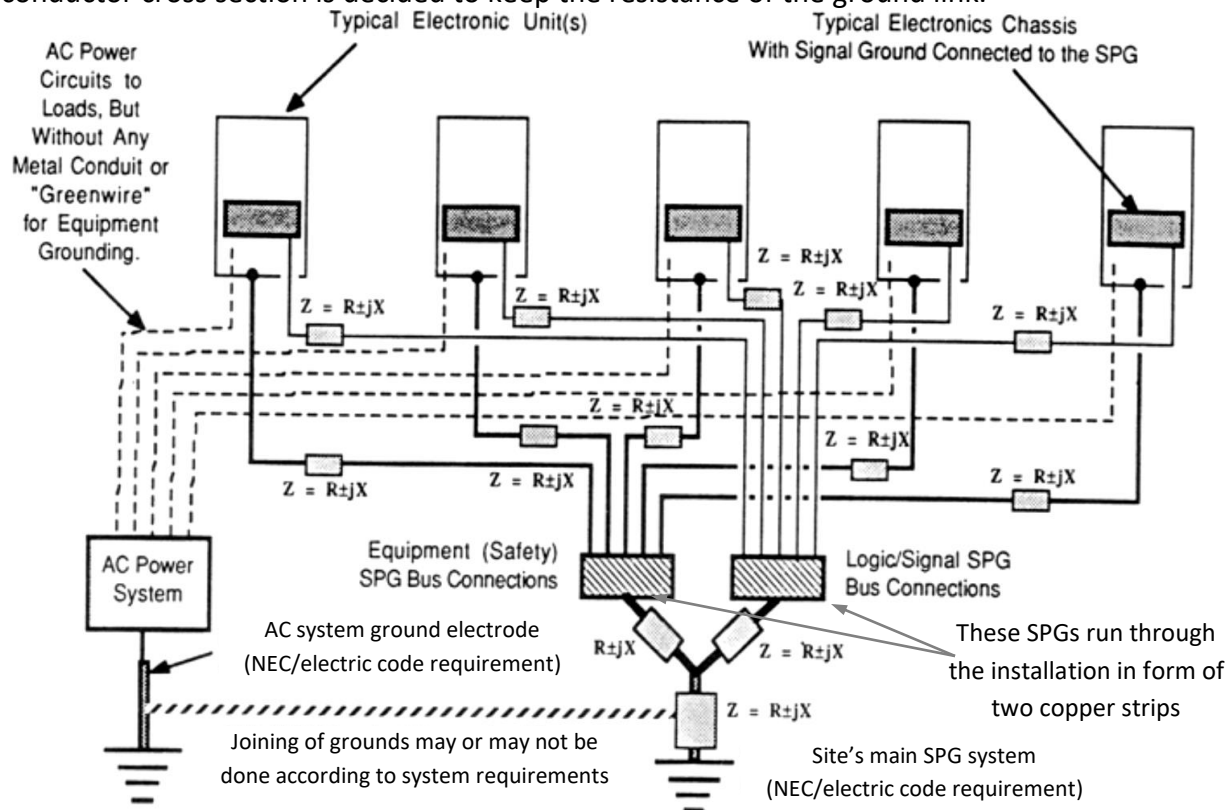 conductor cross section is decided to keep the resistance of the ground link.
Typical Electronic Unit(s)
Typical Electronics Chassis
With Signal Ground Connected to the SPG
AC Power
Circuits to
Loads, But
Without Any
Metal Conduit or
"Greenwire"
for Equipment
Grounding.
Z = R±jX
Z = R±jX
Z = R±jX
Z = R±jX
Z = R±jX
Z = R±jX
Z = R±jX
Z = R±jX
Z = R±jX
Z = R±jX
AC Power
System
Equipment (Safety)
SPG Bus Connections
Logic/Signal SPG
Bus Connections
AC system ground electrode
(NEC/electric code requirement)
R±jX
Z = R±jX
These SPGs run through
the installation in form of
two copper strips
Z = R±jX
Joining of grounds may or may not be
done according to system requirements
Site's main SPG system
(NEC/electric code requirement)